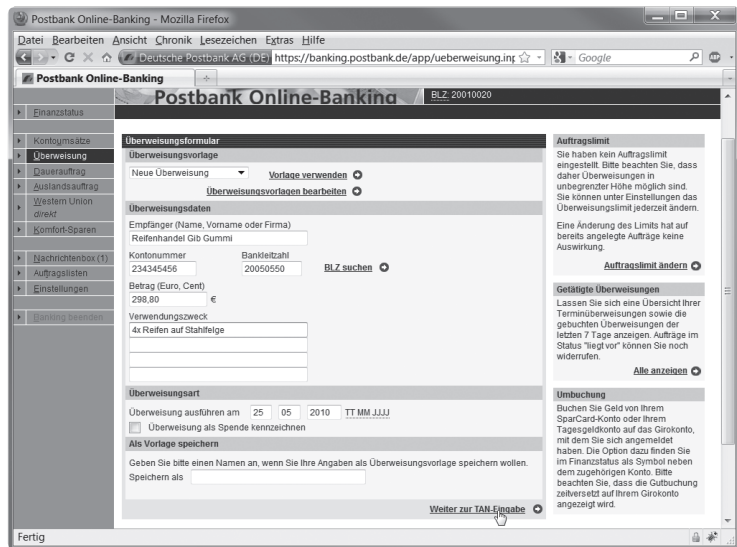 Postbank Online-Banking - Mozilla Firefox
Datei Bearbeiten Ansicht Chronik Lesezeichen Extras Hilfe
Deutsche Postbank AG (DE) https://banking.postbank.de/app/ueberweisung.inp
Google
Postbank Online-Banking
Postbank Online-Banking
BLZ: 20010020
Finanzstatus
Kontoumsätze
Überweisung
Dauerauftrag
Auslandsauftrag
Western Union
direkt
Komfort-Sparen
Nachrichtenbox (1)
Auftragslisten
Einstellungen
Banking beenden
Überweisungsformular
Überweisungsvorlage
Neue Überweisung
Vorlage verwenden
Überweisungsvorlagen bearbeiten
Überweisungsdaten
Empfänger (Name, Vorname oder Firma)
Reifenhandel Gib Gummi
Kontonummer Bankleitzahl
234345456 20050550 BLZ suchen
Betrag (Euro, Cent)
298,80 €
Verwendungszweck
4x Reifen auf Stahlfelge
Überweisungsart
Überweisung ausführen am 25 05 2010 TT MM JJJJ
Überweisung als Spende kennzeichnen
Als Vorlage speichern
Geben Sie bitte einen Namen an, wenn Sie Ihre Angaben als Überweisungsvorlage speichern wollen.
Speichern als
Weiter zur TAN-Eingabe
Auftragslimit
Sie haben kein Auftragslimit
eingestellt. Bitte beachten Sie, dass
daher Überweisungen in
unbegrenzter Höhe möglich sind.
Sie können unter Einstellungen das
Überweisungslimit jederzeit ändern.
Eine Änderung des Limits hat auf
bereits angelegte Aufträge keine
Auswirkung.
Auftragslimit ändern
Getätigte Überweisungen
Lassen Sie sich eine Übersicht Ihrer
Terminüberweisungen sowie die
gebuchten Überweisungen der
letzten 7 Tage anzeigen. Aufträge im
Status "liegt vor" können Sie noch
widerrufen.
Alle anzeigen
Umbuchung
Buchen Sie Geld von Ihrem
SparCard-Konto oder Ihrem
Tagesgeldkonto auf das Girokonto,
mit dem Sie sich angemeldet
haben. Die Option dazu finden Sie
im Finanzstatus als Symbol neben
dem zugehörigen Konto. Bitte
beachten Sie, dass die Gutbuchung
zeitversetzt auf Ihrem Girokonto
angezeigt wird.
Fertig